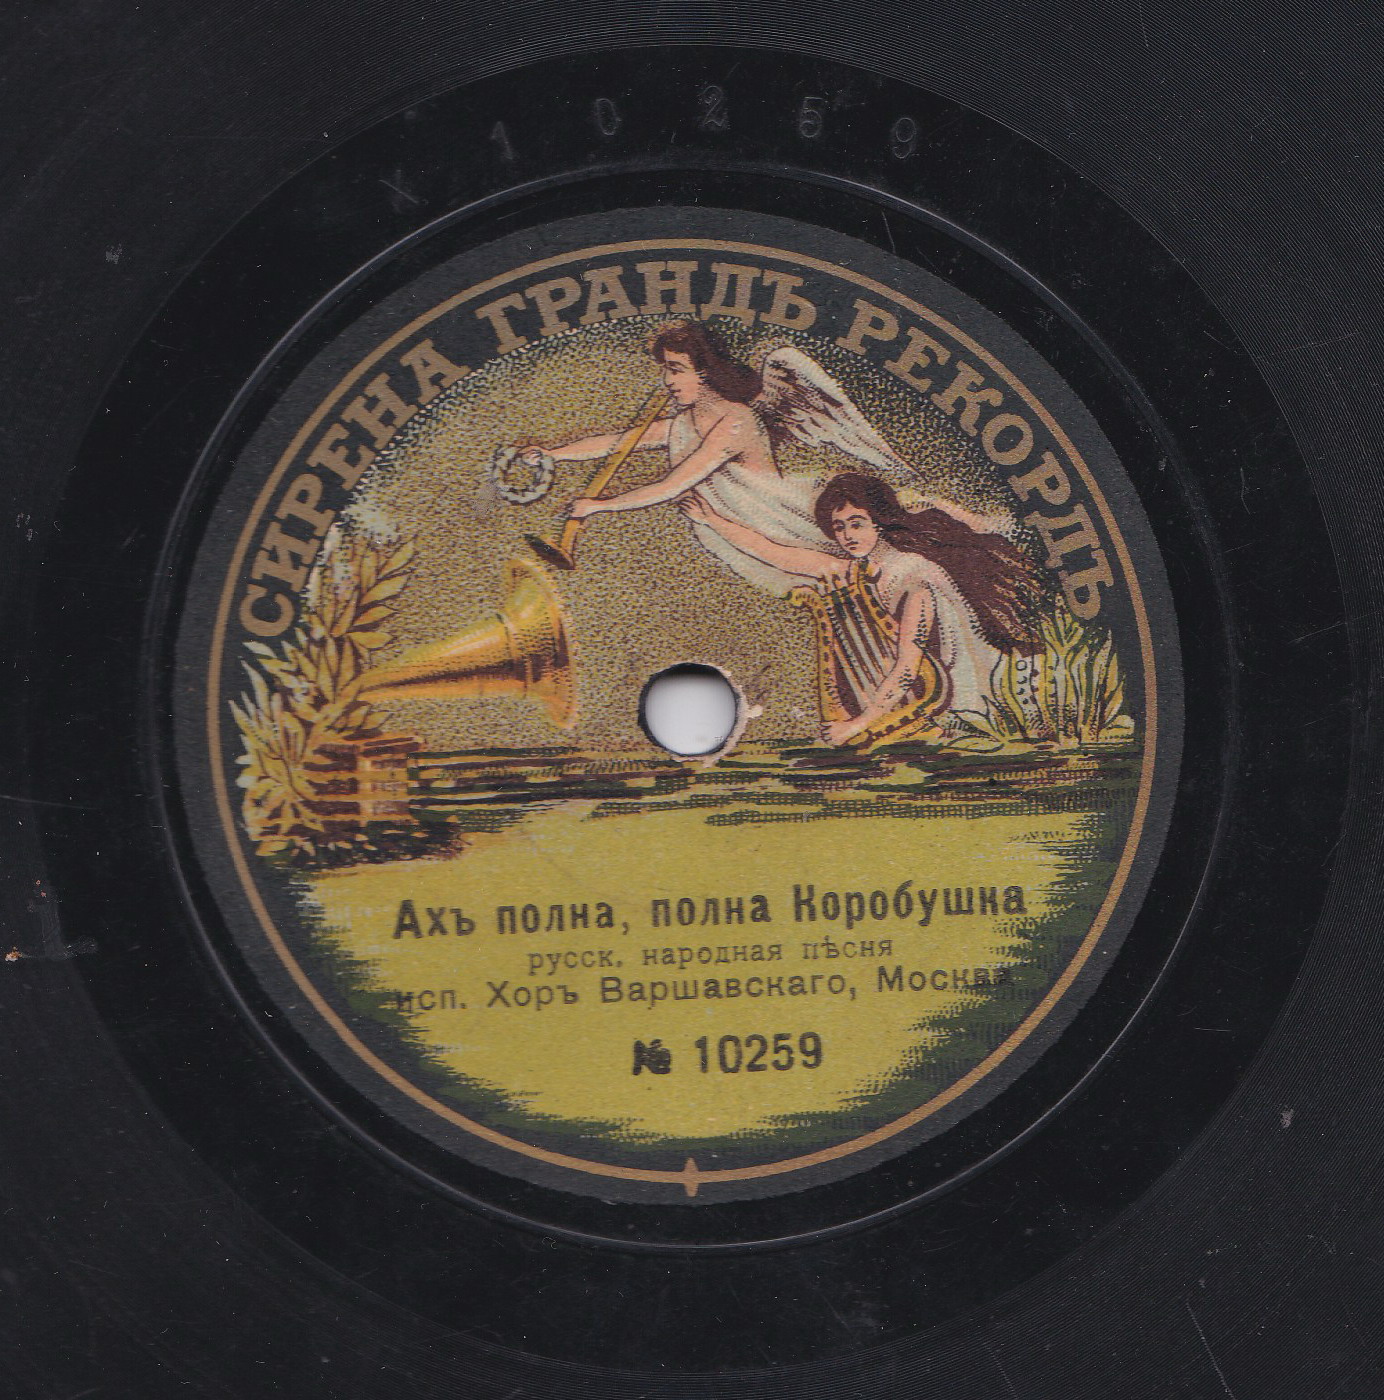 x 10259
СИРЕНА ГРАНДЪ РЕКОРДЪ
Ахъ полна, полна Коробушка
русск. народная пѣсня
исп. Хоръ Варшавскаго, Москва
№ 10259